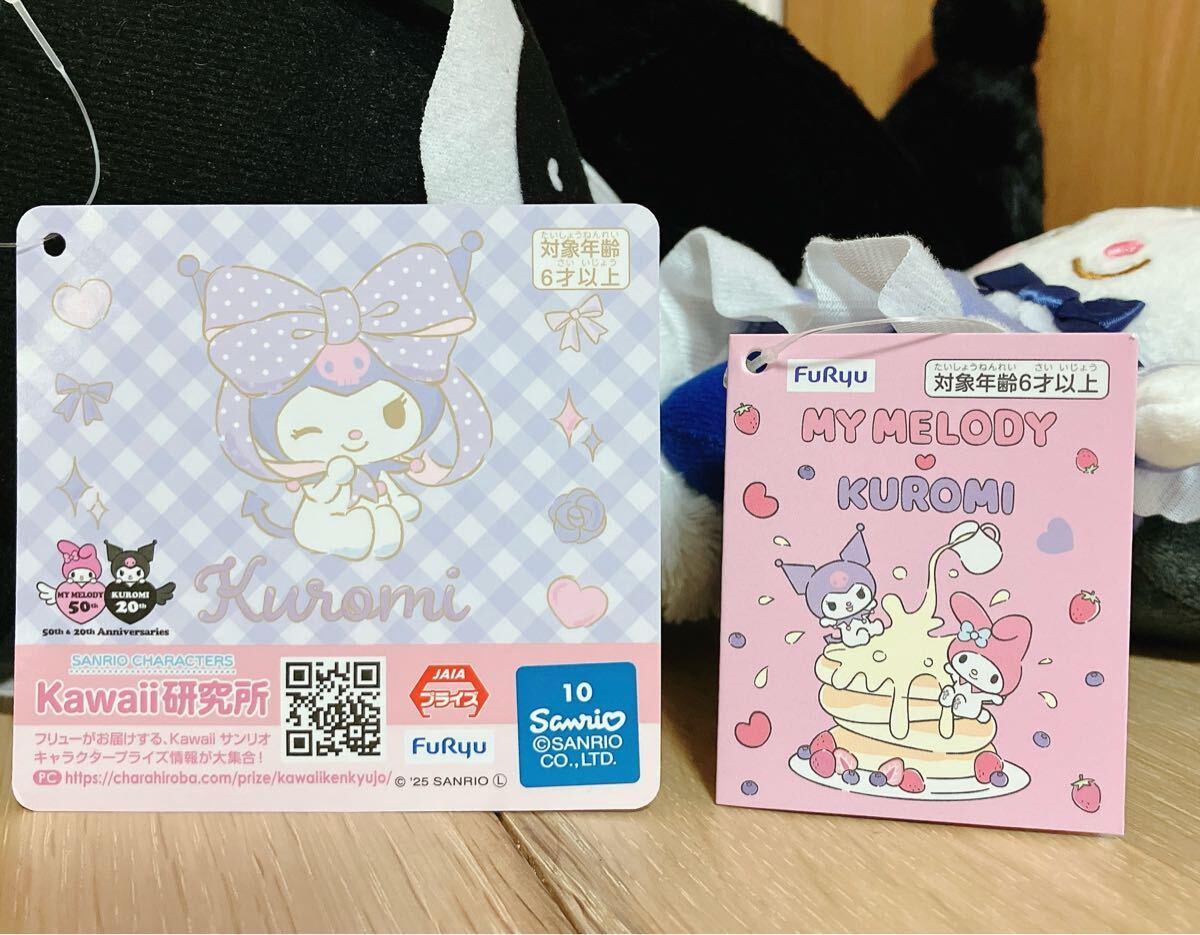 たいしょうねんれい
対象年齢
さい いじょう
6才以上
Kuromi
MY MELODY
50th
KUROMI
20th
50th & 20th Anniversaries
SANRIO CHARACTERS
Kawaii研究所
フリューがお届けする、Kawaii サンリオ
キャラクタープライズ情報が大集合!
PC https://charahiroba.com/prize/kawaiikenkyujo/
JAIA
プライズ
FuRyu
© '25 SANRIO Ⓛ
10
Sanrio
©SANRIO
CO.,LTD.
FuRyu
たいしょうねんれい さい いじょう
対象年齢6才以上
MY MELODY
KUROMI